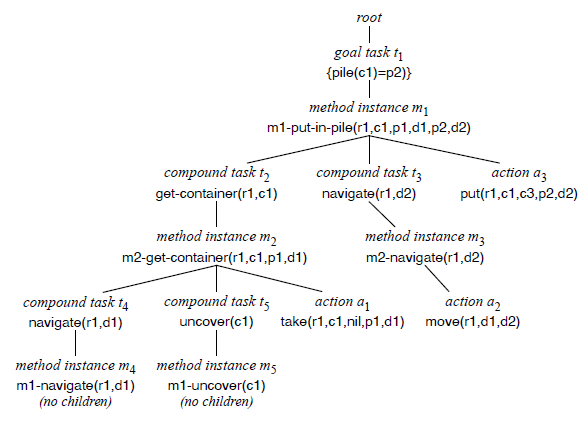 root
goal task t1
{pile(c1)=p2)}
method instance m1
m1-put-in-pile(r1,c1,p1,d1,p2,d2)
compound task t2 compound task t3 action a3
get-container(r1,c1) navigate(r1,d2) put(r1,c1,c3,p2,d2)
method instance m2 method instance m3
m2-get-container(r1,c1,p1,d1) m2-navigate(r1,d2)
compound task t4 compound task t5 action a1 action a2
navigate(r1,d1) uncover(c1) take(r1,c1,nil,p1,d1) move(r1,d1,d2)
method instance m4 method instance m5
m1-navigate(r1,d1) m1-uncover(c1)
(no children) (no children)